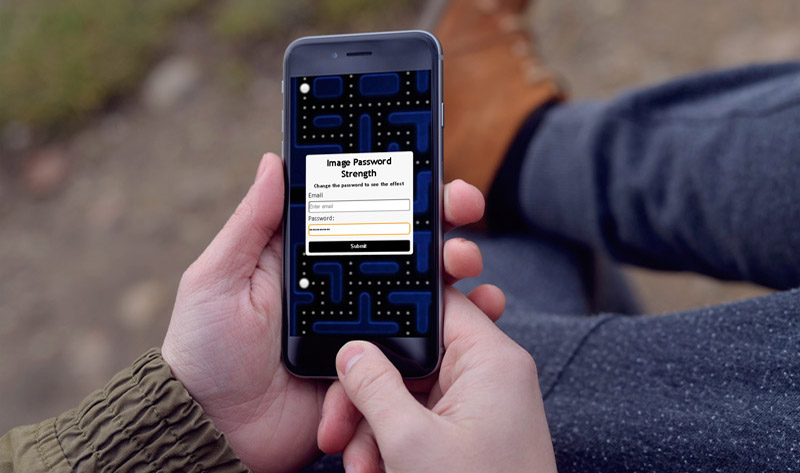 Image Password
Strength
Change the password to see the effect
Email
Enter email
Password:
Submit